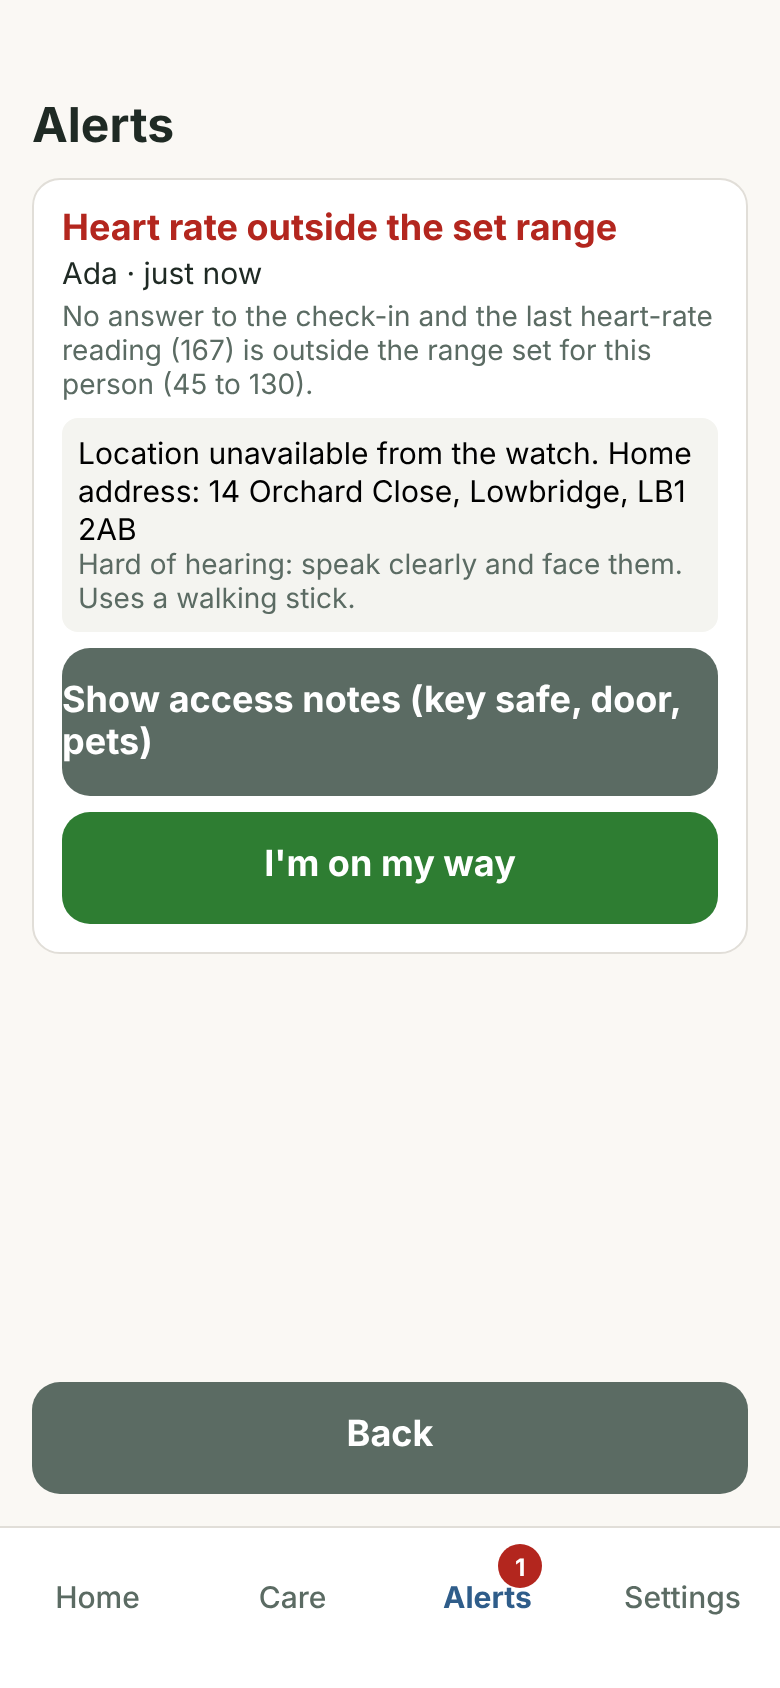 Alerts
Heart rate outside the set range
Ada · just now
No answer to the check-in and the last heart-rate
reading (167) is outside the range set for this
person (45 to 130).
Location unavailable from the watch. Home
address: 14 Orchard Close, Lowbridge, LB1
2AB
Hard of hearing: speak clearly and face them.
Uses a walking stick.
Show access notes (key safe, door,
pets)
I'm on my way
Back
1
Home Care Alerts Settings